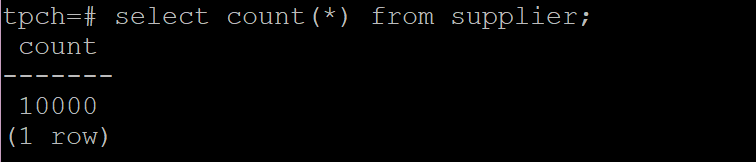 tpch=# select count(*) from supplier;
count
-------
10000
(1 row)